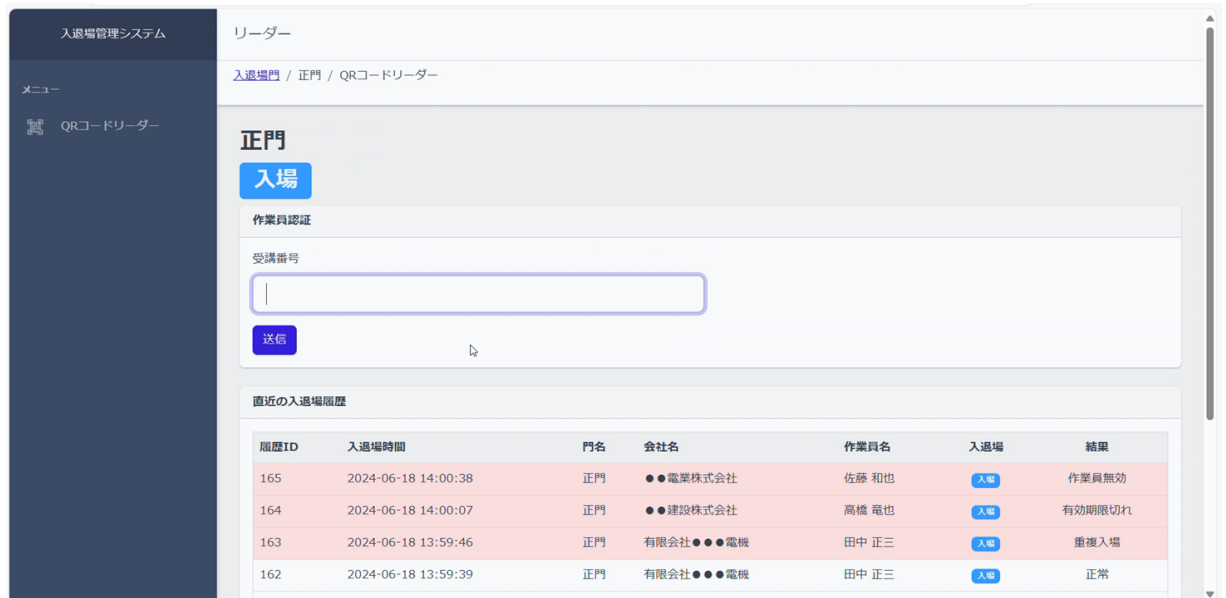 入退場管理システム
リーダー
入退場門 / 正門 / QRコードリーダー
メニュー
QRコードリーダー
正門
入場
作業員認証
受講番号
送信
直近の入退場履歴
履歴ID 入退場時間 門名 会社名 作業員名 入退場 結果
165 2024-06-18 14:00:38 正門 ●●電業株式会社 佐藤 和也 入場 作業員無効
164 2024-06-18 14:00:07 正門 ●●建設株式会社 高橋 竜也 入場 有効期限切れ
163 2024-06-18 13:59:46 正門 有限会社●●●電機 田中 正三 入場 重複入場
162 2024-06-18 13:59:39 正門 有限会社●●●電機 田中 正三 入場 正常